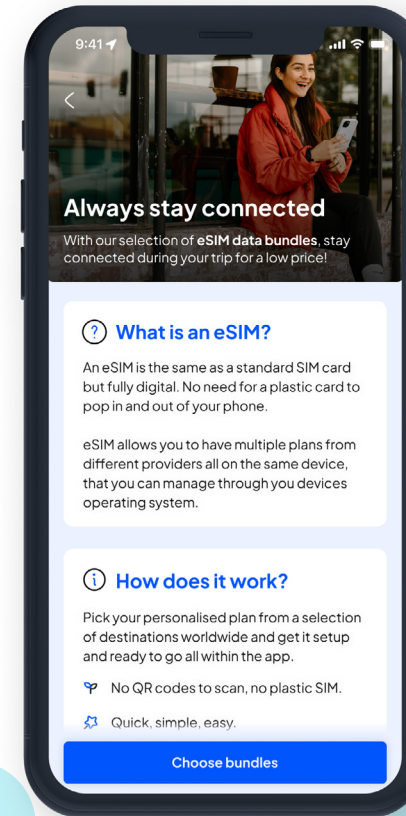 9:41
Always stay connected
With our selection of eSIM data bundles, stay
connected during your trip for a low price!
What is an eSIM?
An eSIM is the same as a standard SIM card
but fully digital. No need for a plastic card to
pop in and out of your phone.
eSIM allows you to have multiple plans from
different providers all on the same device,
that you can manage through you devices
operating system.
How does it work?
Pick your personalised plan from a selection
of destinations worldwide and get it setup
and ready to go all within the app.
No QR codes to scan, no plastic SIM.
Quick, simple, easy.
Choose bundles